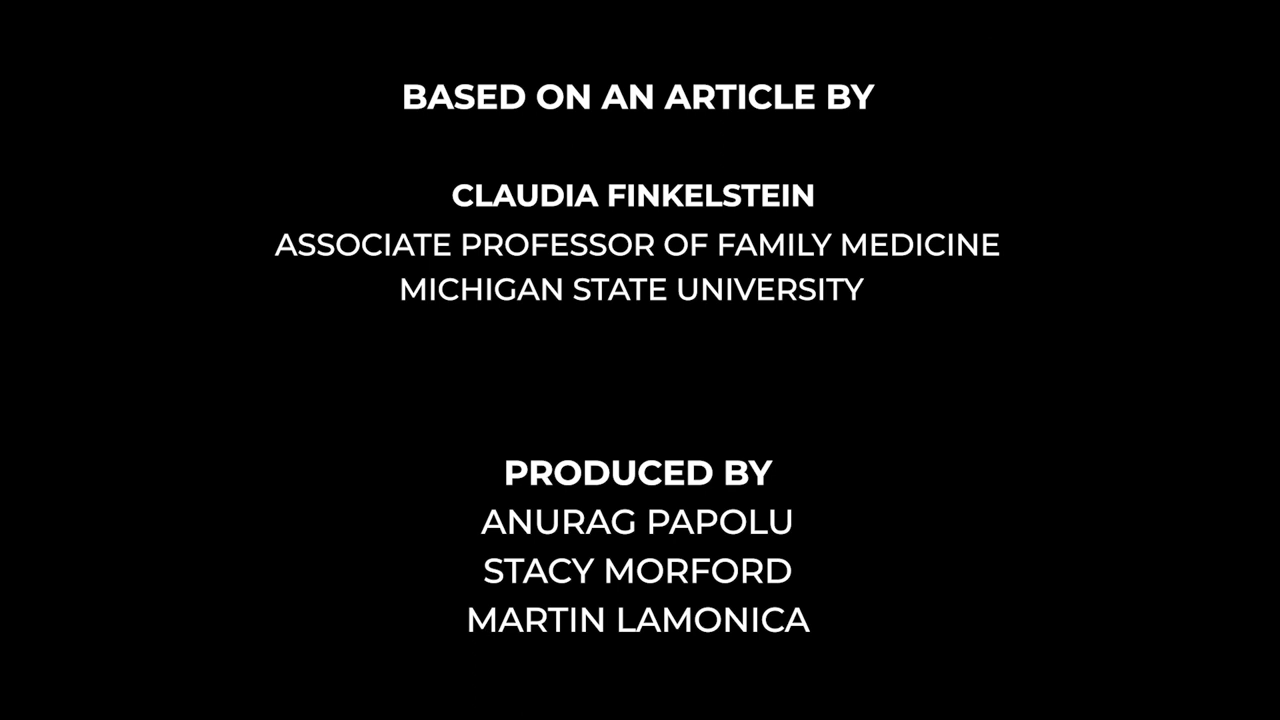 BASED ON AN ARTICLE BY
CLAUDIA FINKELSTEIN
ASSOCIATE PROFESSOR OF FAMILY MEDICINE
MICHIGAN STATE UNIVERSITY
PRODUCED BY
ANURAG PAPOLU
STACY MORFORD
MARTIN LAMONICA